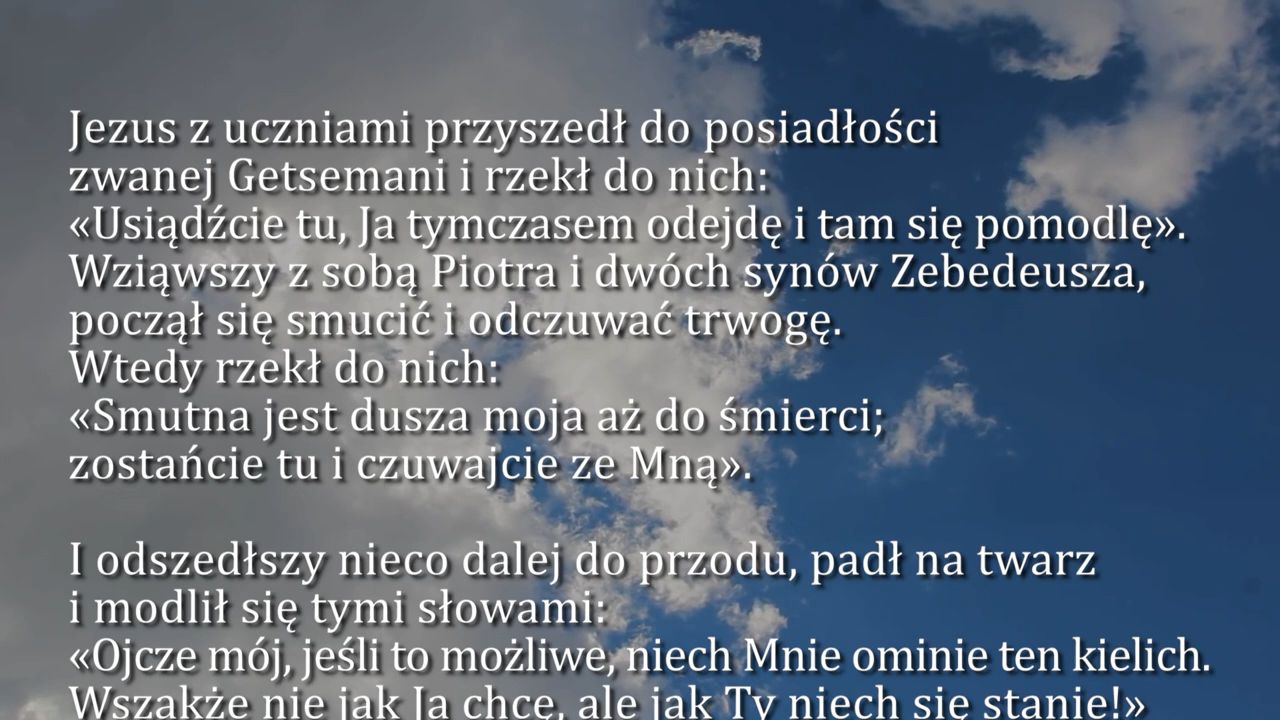 Jezus z uczniami przyszedł do posiadłości
zwanej Getsemani i rzekł do nich:
«Usiądźcie tu, Ja tymczasem odejdę i tam się pomodlę».
Wziąwszy z sobą Piotra i dwóch synów Zebedeusza,
począł się smucić i odczuwać trwogę.
Wtedy rzekł do nich:
«Smutna jest dusza moja aż do śmierci;
zostańcie tu i czuwajcie ze Mną».
I odszedłszy nieco dalej do przodu, padł na twarz
i modlił się tymi słowami:
«Ojcze mój, jeśli to możliwe, niech Mnie ominie ten kielich.
Wszakże nie jak Ja chcę, ale jak Ty niech się stanie!»